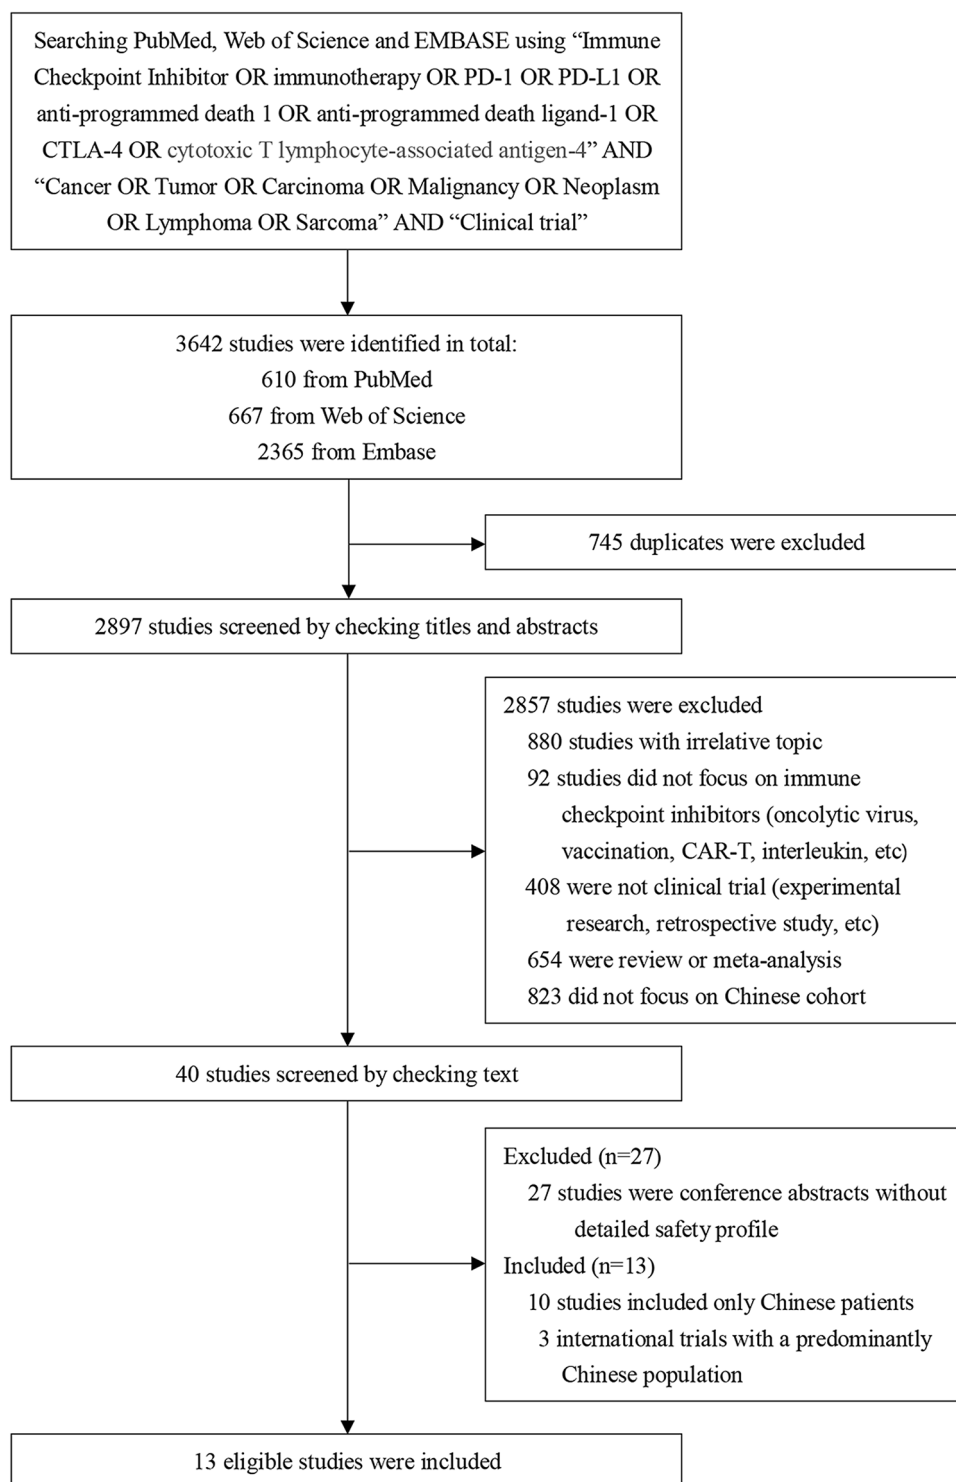 Searching PubMed, Web of Science and EMBASE using “Immune
Checkpoint Inhibitor OR immunotherapy OR PD-1 OR PD-L1 OR
anti-programmed death 1 OR anti-programmed death ligand-1 OR
CTLA-4 OR cytotoxic T lymphocyte-associated antigen-4” AND
“Cancer OR Tumor OR Carcinoma OR Malignancy OR Neoplasm
OR Lymphoma OR Sarcoma” AND “Clinical trial”
3642 studies were identified in total:
610 from PubMed
667 from Web of Science
2365 from Embase
745 duplicates were excluded
2897 studies screened by checking titles and abstracts
2857 studies were excluded
880 studies with irrelative topic
92 studies did not focus on immune
checkpoint inhibitors (oncolytic virus,
vaccination, CAR-T, interleukin, etc)
408 were not clinical trial (experimental
research, retrospective study, etc)
654 were review or meta-analysis
823 did not focus on Chinese cohort
40 studies screened by checking text
Excluded (n=27)
27 studies were conference abstracts without
detailed safety profile
Included (n=13)
10 studies included only Chinese patients
3 international trials with a predominantly
Chinese population
13 eligible studies were included